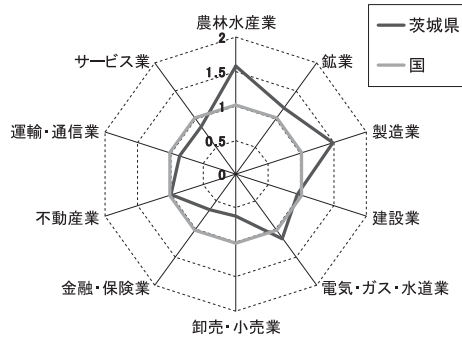 農林水産業
鉱業
製造業
建設業
電気・ガス・水道業
卸売・小売業
金融・保険業
不動産業
運輸・通信業
サービス業
2
1.5
1
0.5
0
茨城県
国